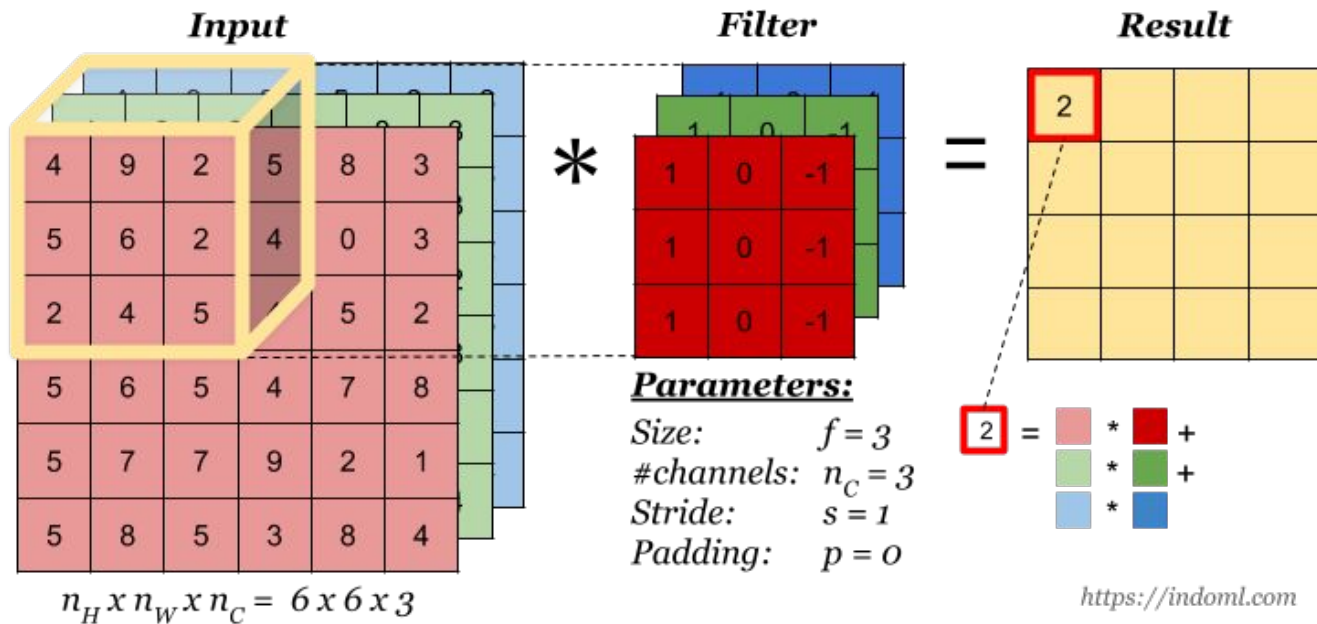 Input Filter Result
4 9 2 5 8 3
5 6 2 4 0 3
2 4 5 5 2
5 6 5 4 7 8
5 7 7 9 2 1
5 8 5 3 8 4
n_H x n_W x n_C = 6 x 6 x 3
*
1 0 -1
1 0 -1
1 0 -1
1 0 -1
Parameters:
Size: f = 3
#channels: n_C = 3
Stride: s = 1
Padding: p = 0
=
2
2 = * +
* +
*
https://indoml.com